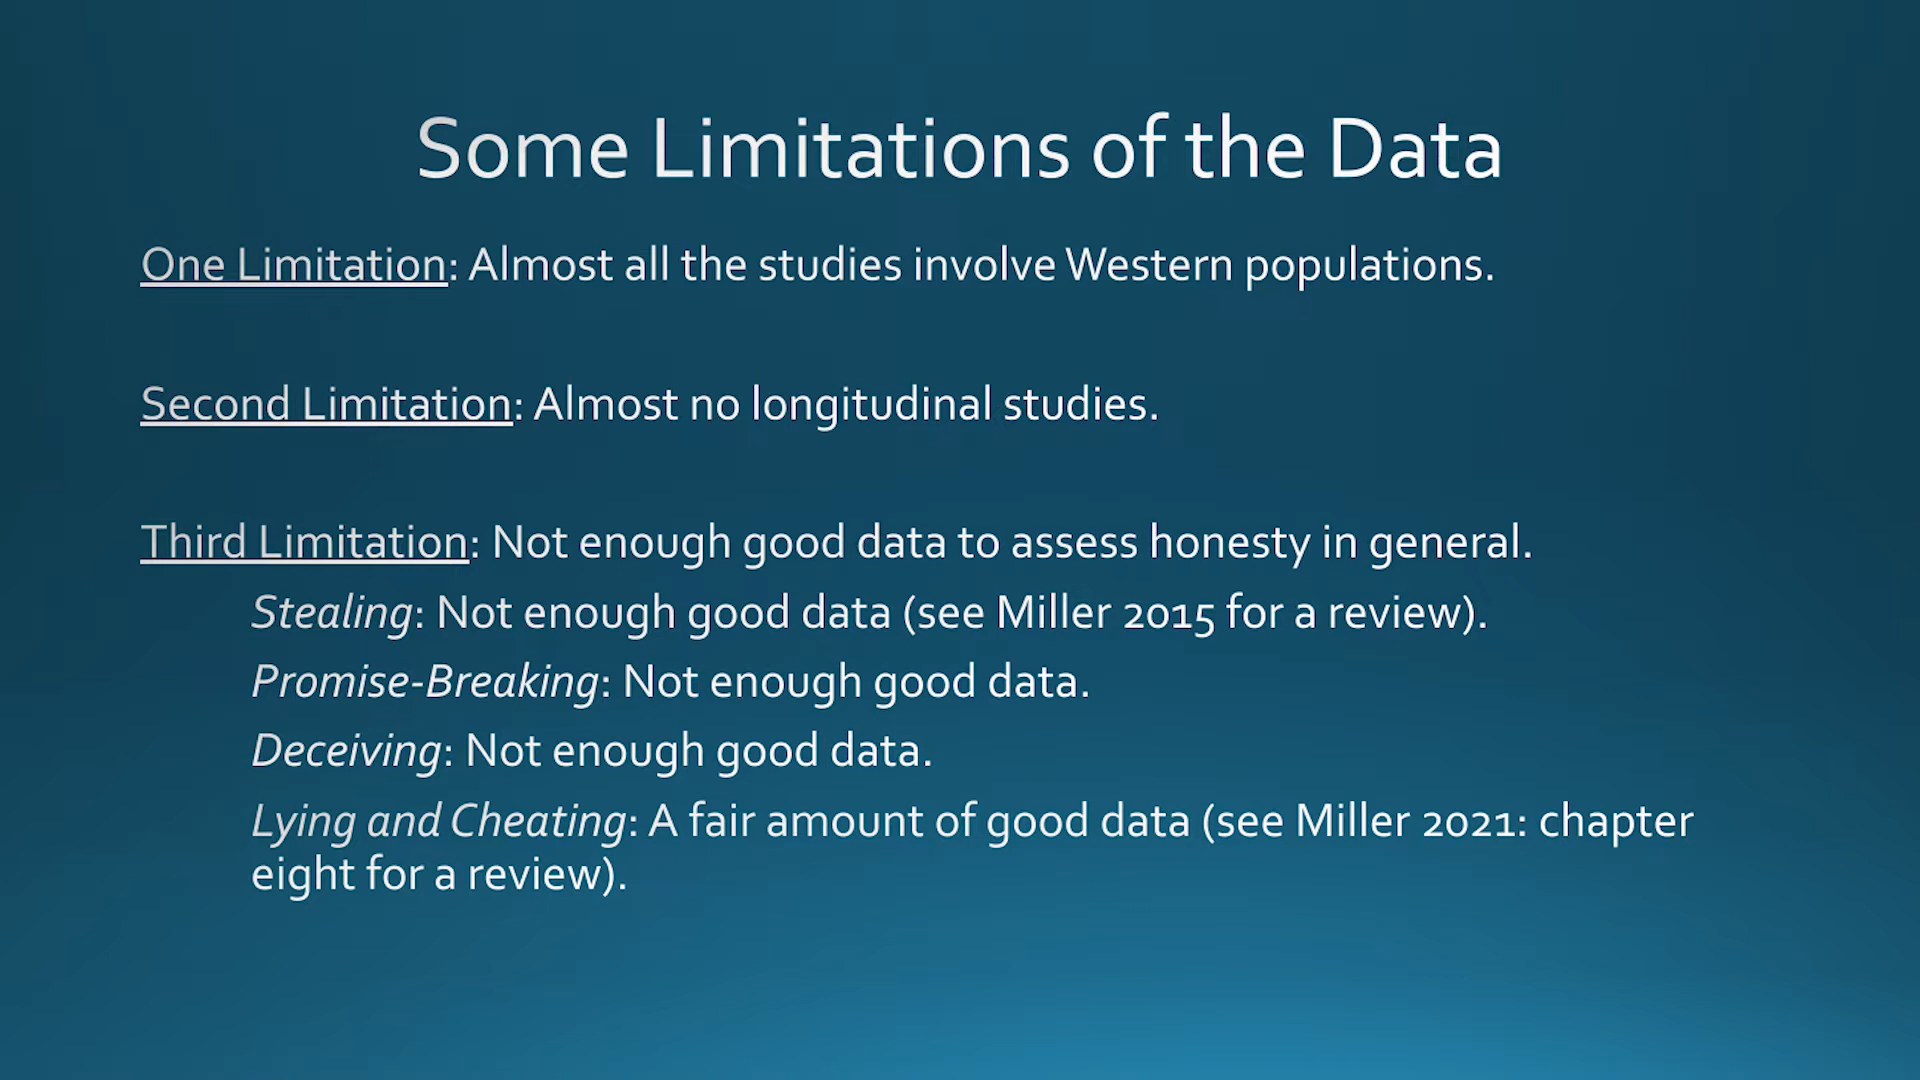 Some Limitations of the Data
One Limitation: Almost all the studies involve Western populations.
Second Limitation: Almost no longitudinal studies.
Third Limitation: Not enough good data to assess honesty in general.
Stealing: Not enough good data (see Miller 2015 for a review).
Promise-Breaking: Not enough good data.
Deceiving: Not enough good data.
Lying and Cheating: A fair amount of good data (see Miller 2021: chapter
eight for a review).